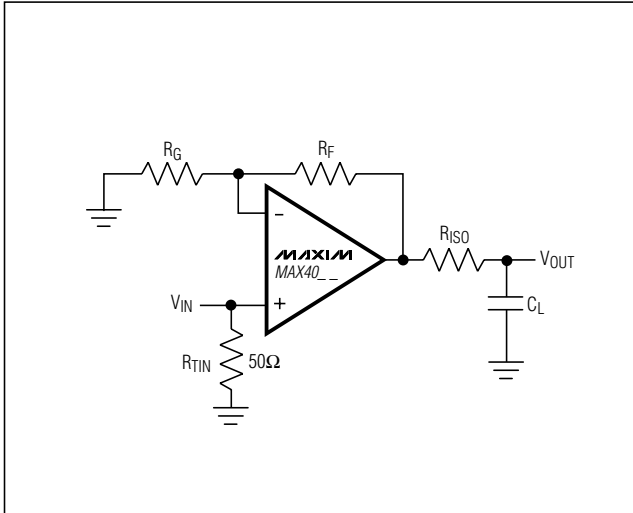 RG
RF
-
MAXIM
MAX40_ _
RISO
VOUT
VIN
+
CL
RTIN
50Ω